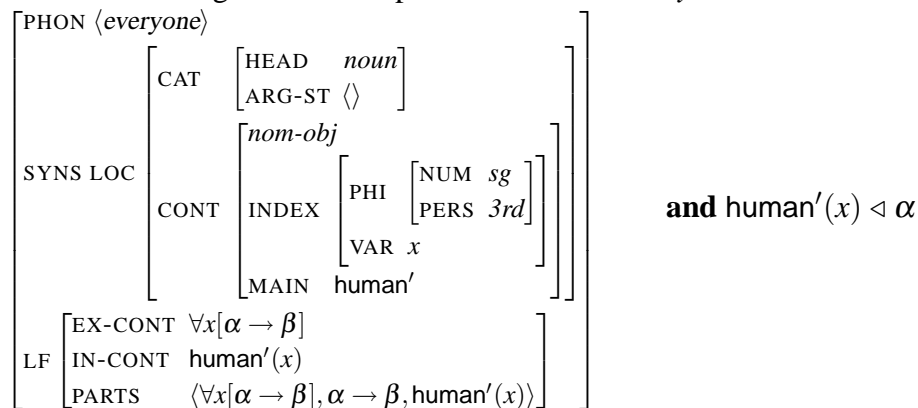 PHON ⟨everyone⟩
SYNS LOC
CAT
HEAD noun
ARG-ST ⟨⟩
CONT
nom-obj
INDEX
PHI
NUM sg
PERS 3rd
VAR x
MAIN human′
LF
EX-CONT ∀x[α → β]
IN-CONT human′(x)
PARTS ⟨∀x[α → β], α → β, human′(x)⟩
and human′(x) ◃ α